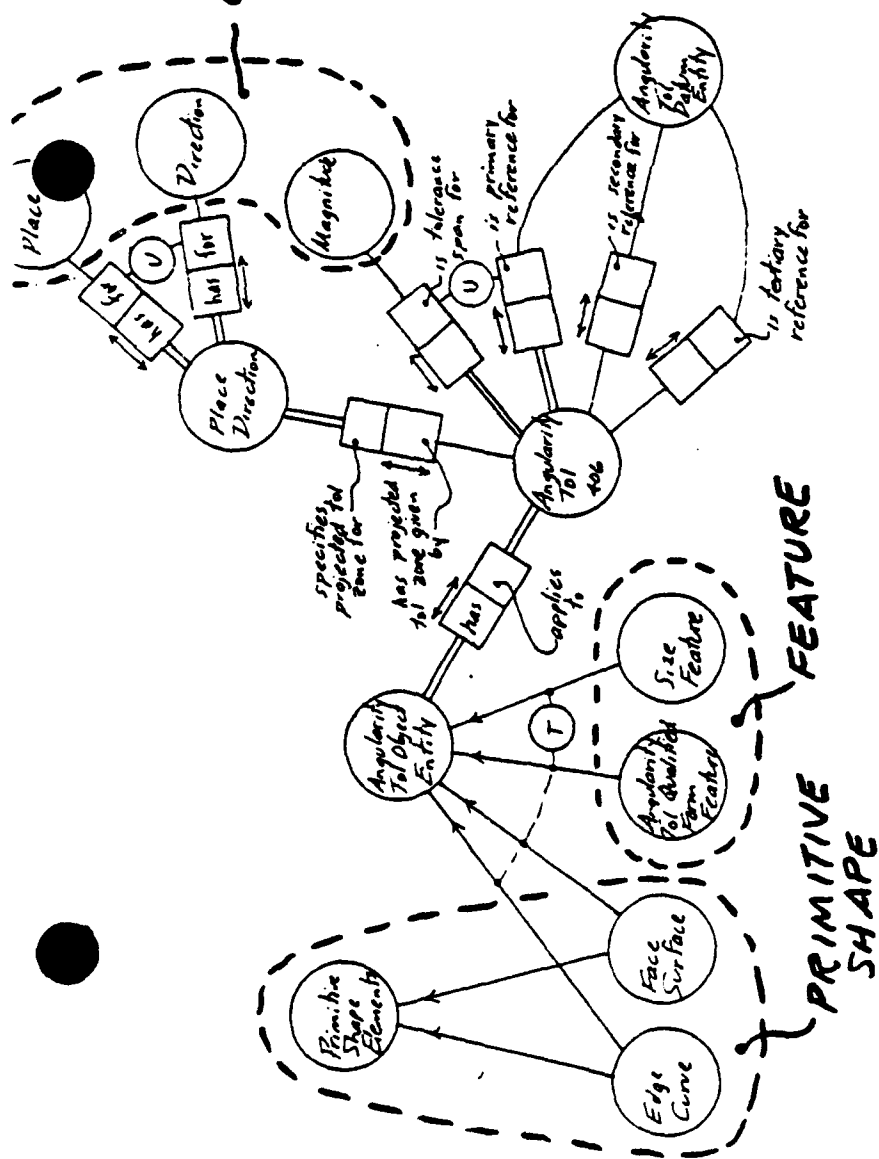 Place
Direction
for
has
U
for
has
Place
Direction
Magnitude
is tolerance
span for
U
is primary
reference for
is secondary
reference for
is tertiary
reference for
Angularity
Tol
Datum
Entity
specifies
projected tol
zone for
has projected
tol zone given
by
Angularity
Tol
406
has
applies
to
Angularity
Tol Object
Entity
T
Size
Feature
Angularity
Tol Qualified
Form
Feature
FEATURE
Primitive
Shape
Element
Face
Surface
Edge
Curve
PRIMITIVE
SHAPE